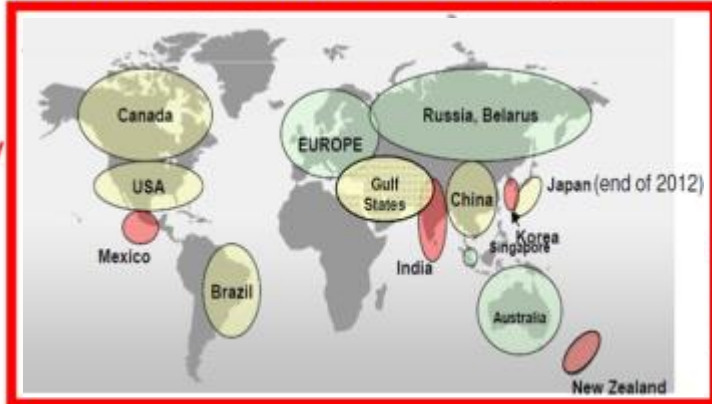 Canada
Russia, Belarus
EUROPE
USA
Gulf
States
China
Japan (end of 2012)
Korea
Singapore
Mexico
India
Brazil
Australia
New Zealand